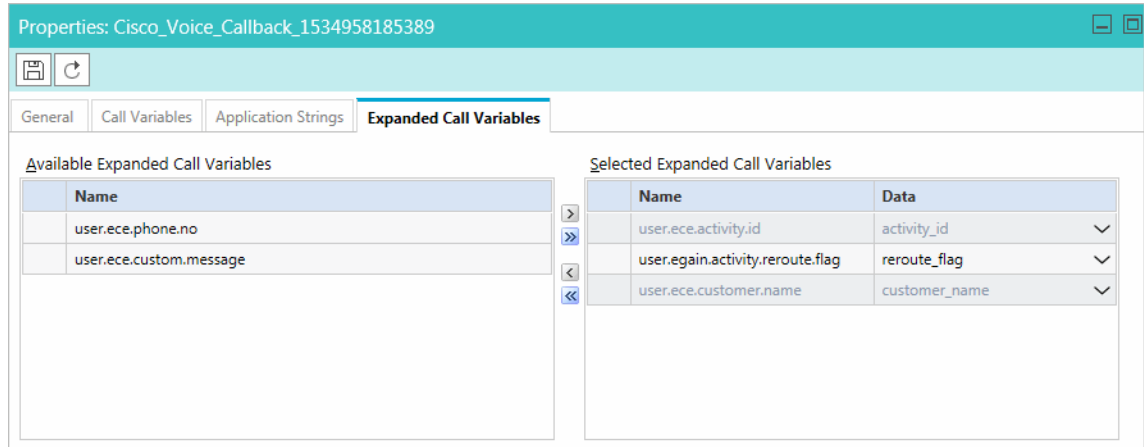 Properties: Cisco_Voice_Callback_1534958185389
General Call Variables Application Strings Expanded Call Variables
Available Expanded Call Variables
Name
user.ece.phone.no
user.ece.custom.message
Selected Expanded Call Variables
Name Data
user.ece.activity.id activity_id
user.egain.activity.reroute.flag reroute_flag
user.ece.customer.name customer_name